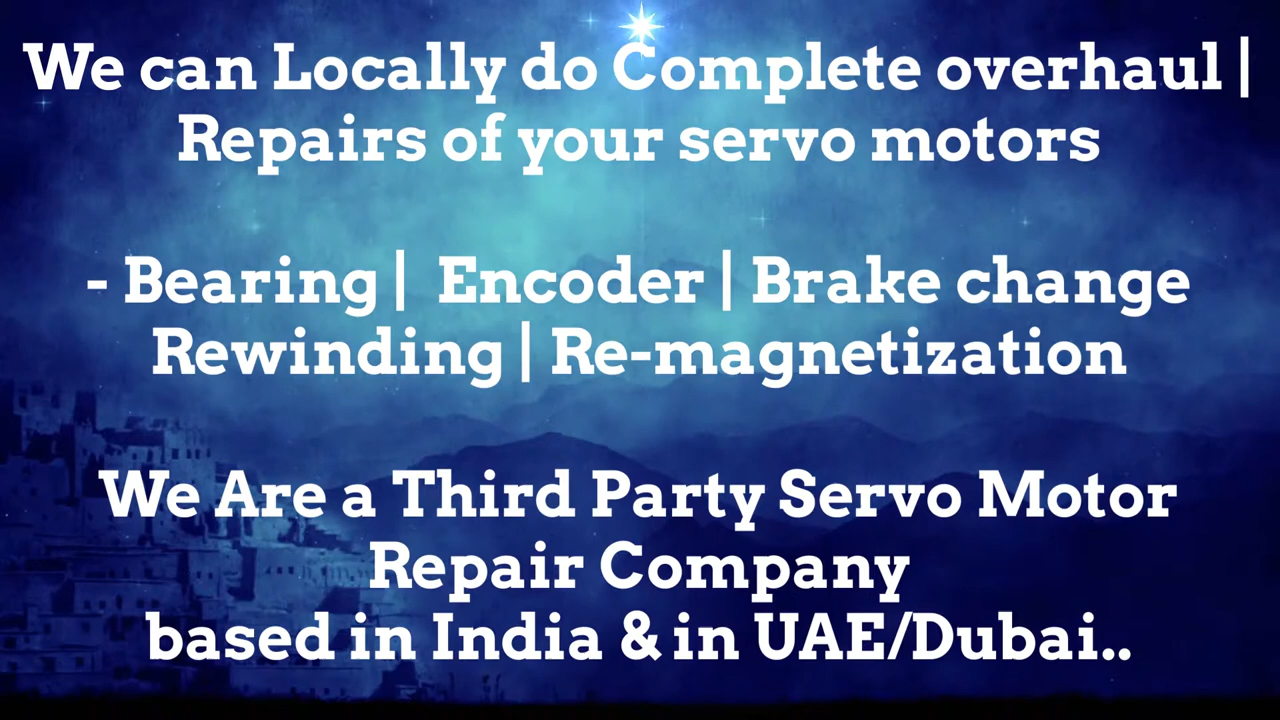 We can Locally do Complete overhaul |
Repairs of your servo motors
- Bearing | Encoder | Brake change
Rewinding | Re-magnetization
We Are a Third Party Servo Motor
Repair Company
based in India & in UAE/Dubai..